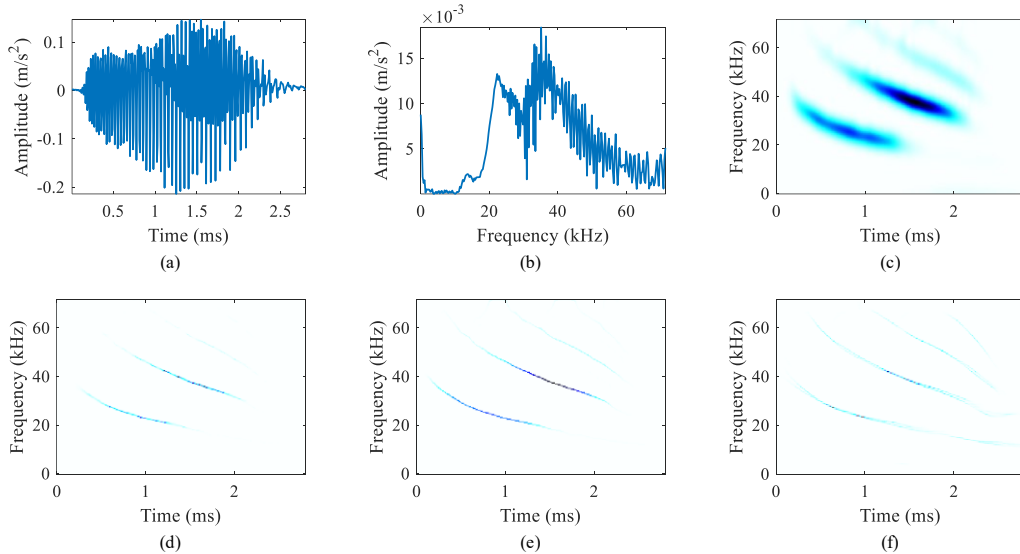 ×10⁻³
0.1
0
-0.1
-0.2
Amplitude (m/s²)
0.5 1 1.5 2 2.5
Time (ms)
(a)
15
10
5
Amplitude (m/s²)
0 20 40 60
Frequency (kHz)
(b)
60
40
20
0
Frequency (kHz)
1 2
Time (ms)
(c)
60
40
20
0
Frequency (kHz)
0 1 2
Time (ms)
(d)
60
40
20
0
Frequency (kHz)
0 1 2
Time (ms)
(e)
60
40
20
0
Frequency (kHz)
0 1 2
Time (ms)
(f)